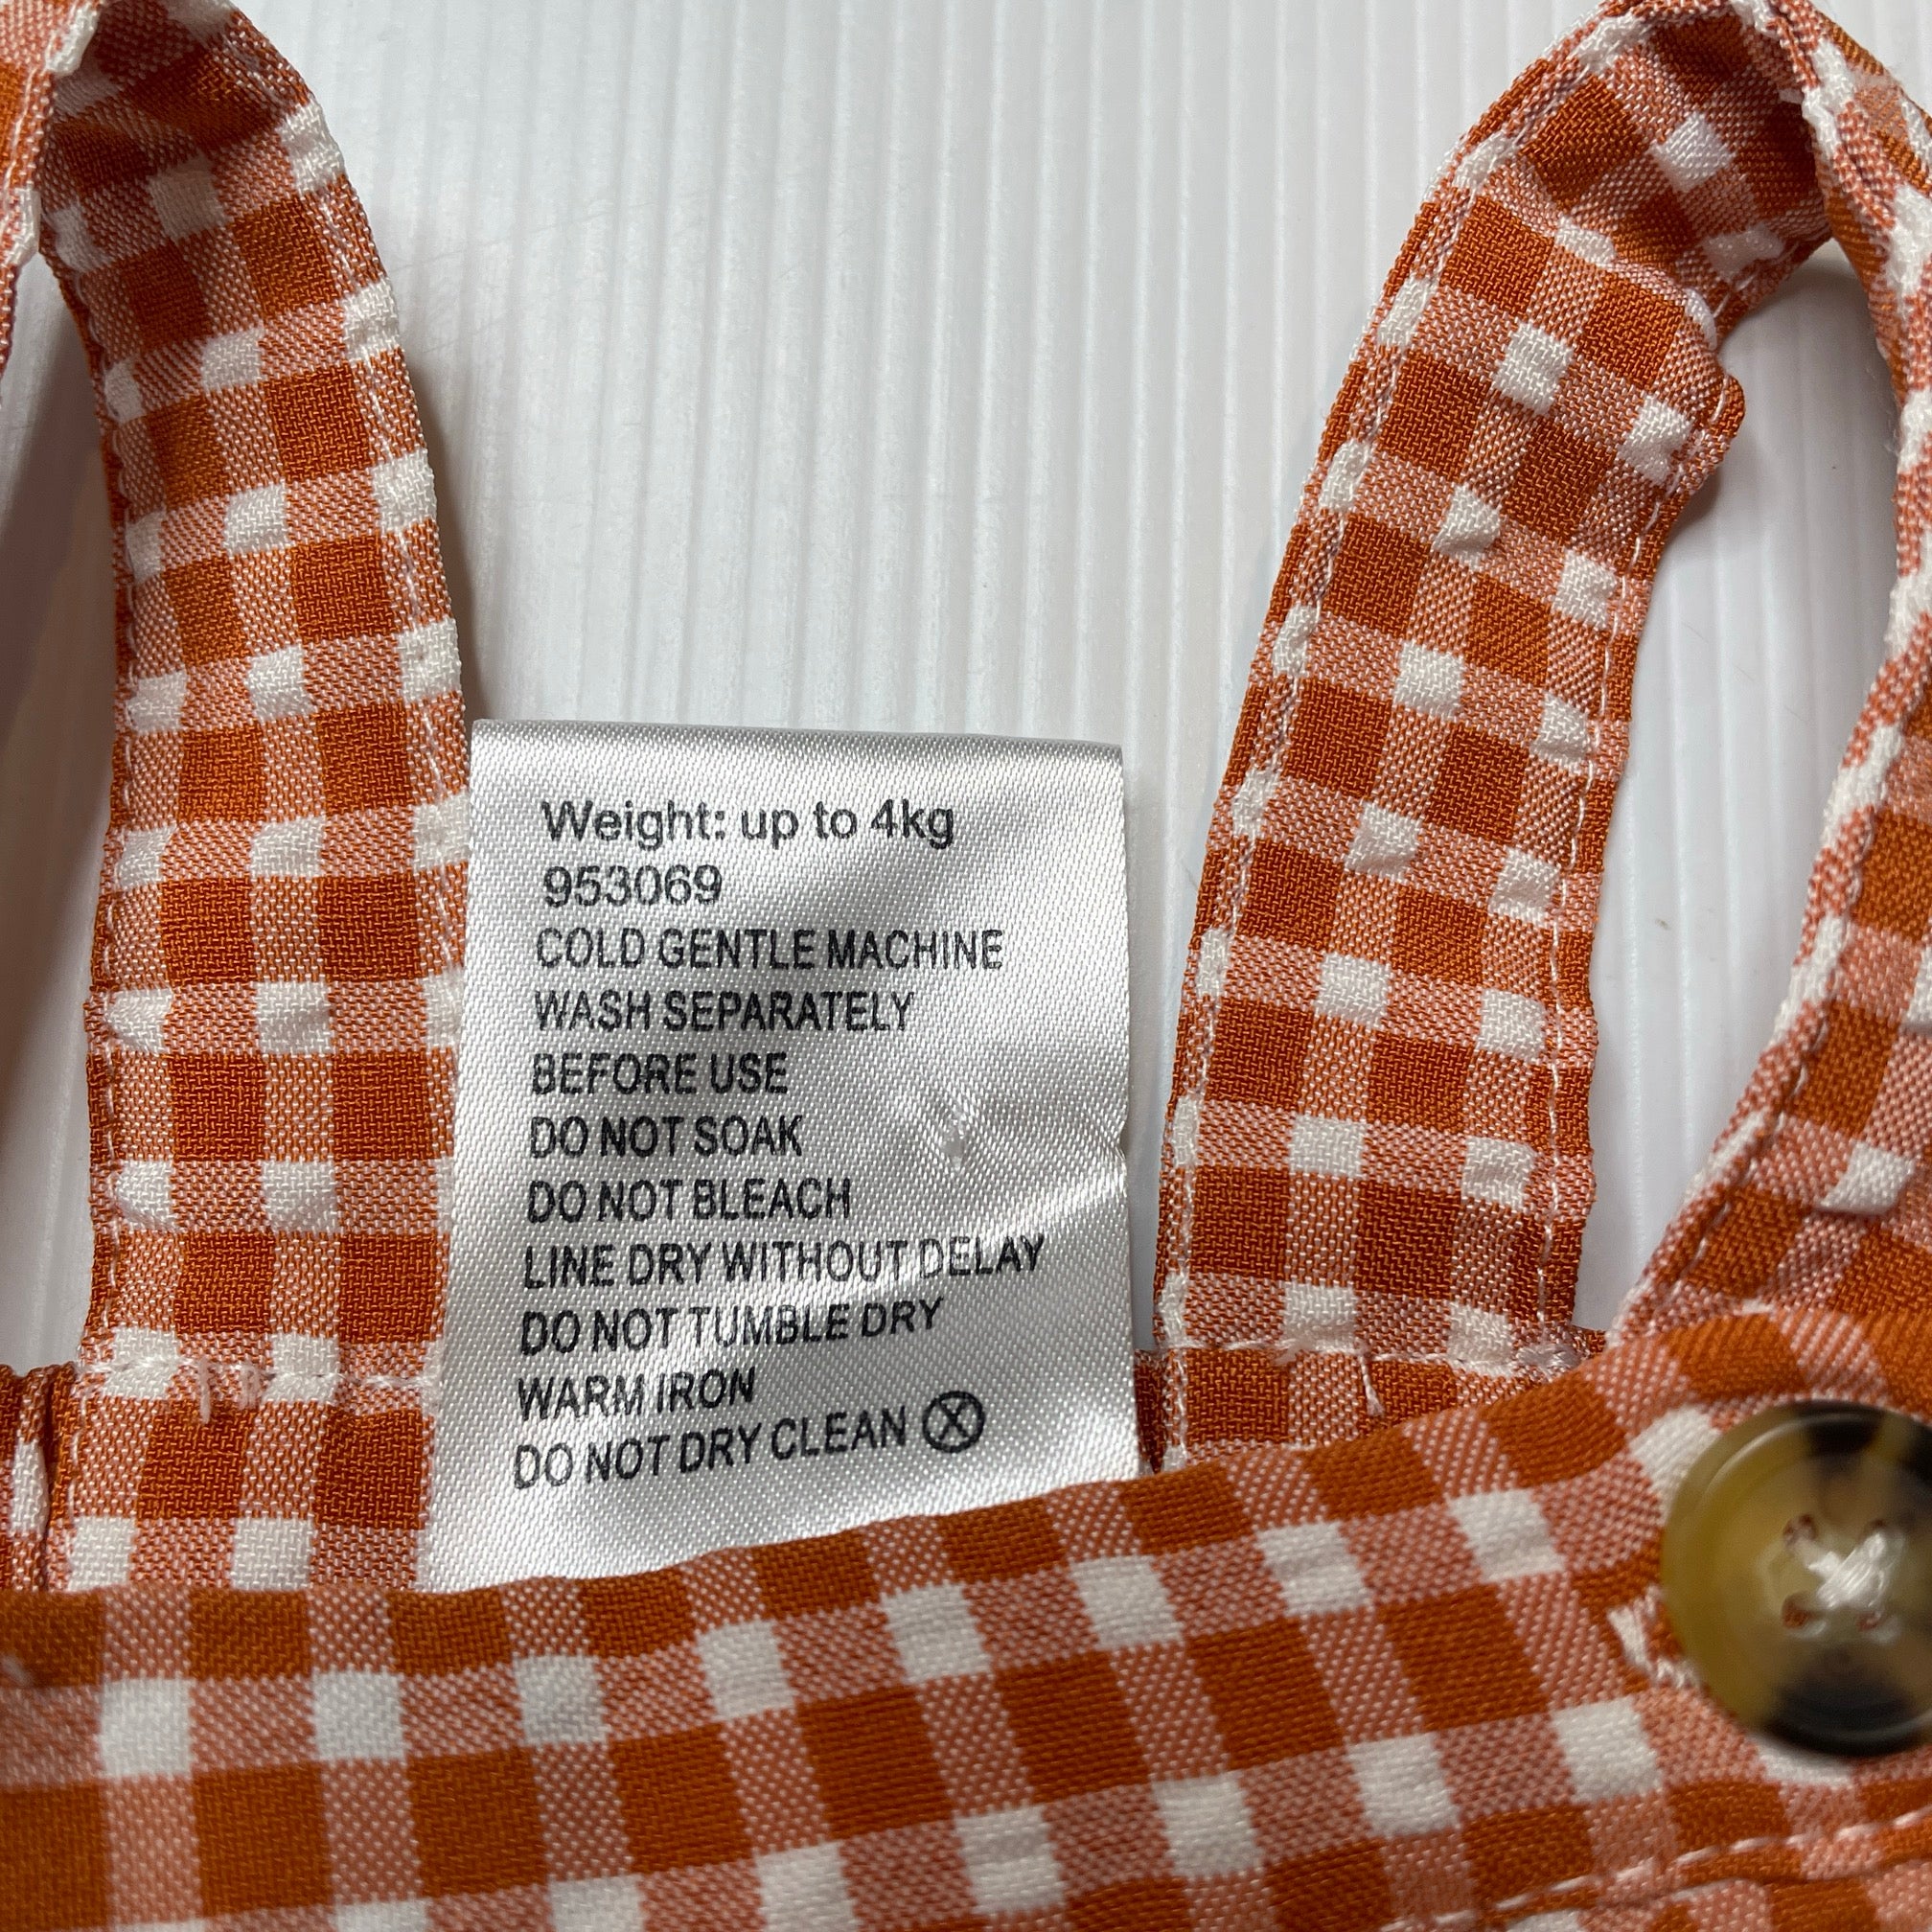 Weight: up to 4kg
953069
COLD GENTLE MACHINE
WASH SEPARATELY
BEFORE USE
DO NOT SOAK
DO NOT BLEACH
LINE DRY WITHOUT DELAY
DO NOT TUMBLE DRY
WARM IRON
DO NOT DRY CLEAN